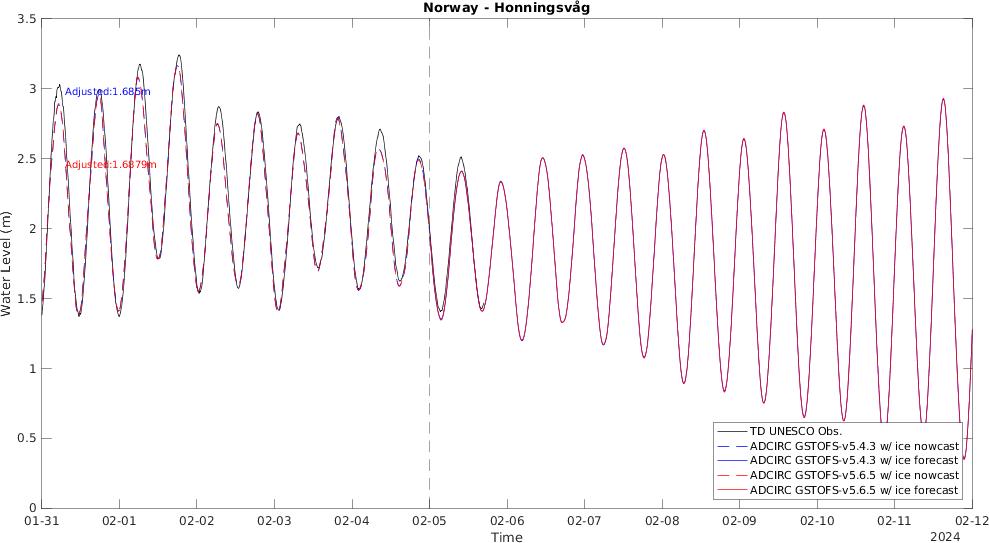 Norway - Honningsvåg
3.5
3
2.5
2
1.5
1
0.5
0
Water Level (m)
Adjusted:1.685m
Adjusted:1.6879m
TD UNESCO Obs.
ADCIRC GSTOFS-v5.4.3 w/ ice nowcast
ADCIRC GSTOFS-v5.4.3 w/ ice forecast
ADCIRC GSTOFS-v5.6.5 w/ ice nowcast
ADCIRC GSTOFS-v5.6.5 w/ ice forecast
01-31 02-01 02-02 02-03 02-04 02-05 02-06 02-07 02-08 02-09 02-10 02-11 02-12
Time
2024